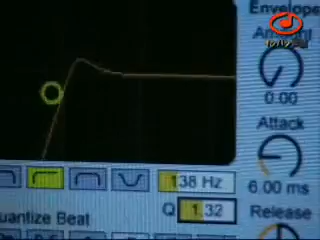 Envelope
Amount
0.00
Attack
6.00 ms
138 Hz
Q 1.32
uantize Beat
Release